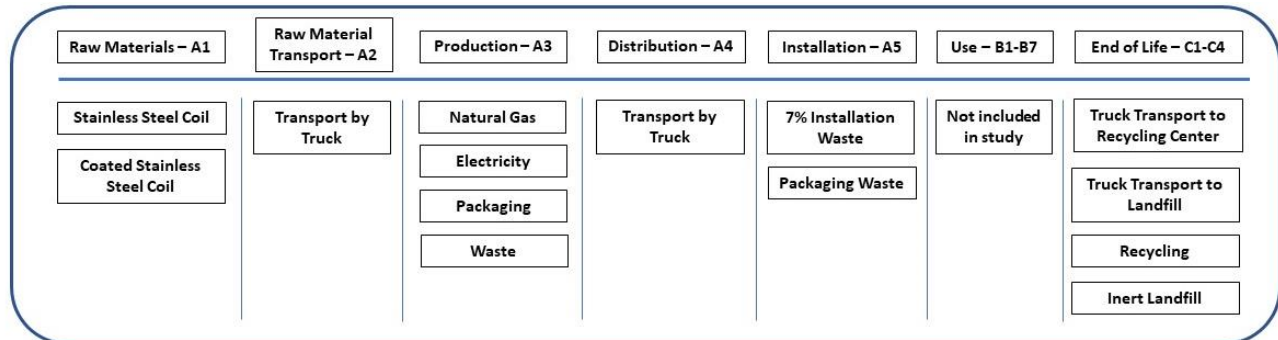 Raw Materials – A1
Raw Material
Transport – A2
Production – A3
Distribution – A4
Installation – A5
Use – B1-B7
End of Life – C1-C4
Stainless Steel Coil
Coated Stainless
Steel Coil
Transport by
Truck
Natural Gas
Electricity
Packaging
Waste
Transport by
Truck
7% Installation
Waste
Packaging Waste
Not included
in study
Truck Transport to
Recycling Center
Truck Transport to
Landfill
Recycling
Inert Landfill